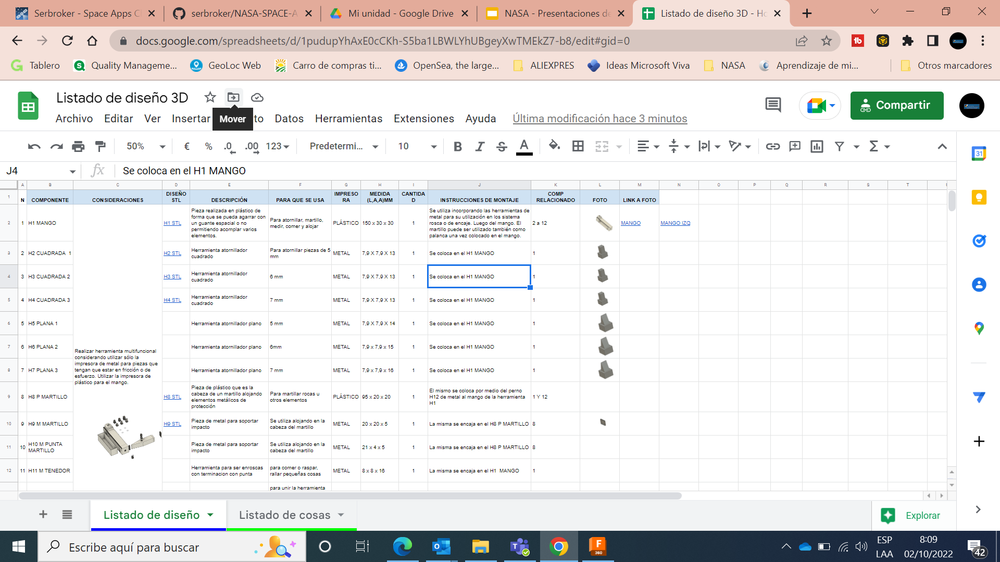 Serbroker - Space Apps C
serbroker/NASA-SPACE-A
Mi unidad - Google Drive
NASA - Presentaciones de
Listado de diseño 3D - Ho
docs.google.com/spreadsheets/d/1pudupYhAxE0cCKh-S5ba1LBWLYhUBgeyXwTMEkZ7-b8/edit#gid=0
Tablero
Quality Manageme...
GeoLoc Web
Carro de compras ti...
OpenSea, the large...
ALIEXPRES
Ideas Microsoft Viva
NASA
Aprendizaje de mi...
Otros marcadores
Listado de diseño 3D
Archivo Editar Ver Insertar to Datos Herramientas Extensiones Ayuda
Mover
Última modificación hace 3 minutos
Compartir
50% € % .0 .00 123 Predetermi... 10 B I S A
31
J4 fx Se coloca en el H1 MANGO
A B C D E F G H I J K L M N O P Q R S T
1 N COMPONENTE CONSIDERACIONES DISEÑO STL DESCRIPCIÓN PARA QUE SE USA IMPRESO RA MEDIDA (L,A,A)MM CANTIDA D INSTRUCCIONES DE MONTAJE COMP RELACIONADO FOTO LINK A FOTO
2 1 H1 MANGO H1 STL
Pieza realizada en plástico de
forma que se pueda agarrar con
un guante espacial o no
permitiendo acomplar varios
elementos.
Para atornillar, martillo,
medir, comer y alojar
PLÁSTICO 150 x 30 x 30 1
Se utiliza incorporando las herramientas de
metal para su utilización en los sistema
rosca o de encaje. Luego del mango. El
martillo puede ser utilizado también como
palanca una vez colocado en el mango.
2 a 12 MANGO MANGO IZQ
3 2 H2 CUADRADA 1 H2 STL
Herramienta atornillador
cuadrado
Para atornillar piezas de 5
mm
METAL 7,9 X 7,9 X 13 1 Se coloca en el H1 MANGO 1
4 3 H3 CUADRADA 2 H3 STL
Herramienta atornillador
cuadrado
6 mm METAL 7,9 X 7,9 X 13 1 Se coloca en el H1 MANGO 1
5 4 H4 CUADRADA 3 H4 STL
Herramienta atornillador
cuadrado
7 mm METAL 7,9 X 7,9 X 13 1 Se coloca en el H1 MANGO 1
6 5 H5 PLANA 1 Herramienta atornillador plano 5 mm METAL 7,9 X 7,9 X 14 1 Se coloca en el H1 MANGO 1
7 6 H6 PLANA 2 Herramienta atornillador plano 6mm METAL 7,9 x 7,9 x 15 1 Se coloca en el H1 MANGO 1
Realizar herramienta multifuncional
considerando utilizar sólo la
impresora de metal para piezas que
tengan que estar en fricción o de
esfuerzo. Utilizar la impresora de
plástico para el mango.
8 7 H7 PLANA 3 Herramienta atornillador plano 7 mm METAL 7,9 x 7,9 x 16 1 Se coloca en el H1 MANGO 1
9 8 H8 P MARTILLO H8 STL
Pieza de plástico que es la
cabeza de un martillo alojando
elementos metálicos de
protección
Para martillar rocas u
otros elementos
PLÁSTICO 95 x 20 x 20 1
El mismo se coloca por medio del perno
H12 de metal al mango de la herramienta
H1
1 Y 12
10 9 H9 M MARTILLO H9 STL
Pieza de metal para soportar
impacto
Se utiliza alojando en la
cabeza del martillo
METAL 20 x 20 x 5 1 La misma se encaja en el H8 P MARTILLO 8
11 10 H10 M PUNTA
MARTILLO
Pieza de metal para soportar
impacto
Se utiliza alojando en la
cabeza del martillo
METAL 21 x 4 x 5 1 La misma se encaja en el H8 P MARTILLO 8
12 11 H11 M TENEDOR
Herramienta para ser enroscas
con terminacion con punta
para comer o raspar,
rallar pequeñas cosas
METAL 8 x 8 x 16 1 La misma se encaja en el H1 MANGO 1
para unir la herramienta
Listado de diseño
Listado de cosas
Explorar
Escribe aquí para buscar
F
360
ESP
LAA
8:09
02/10/2022
42